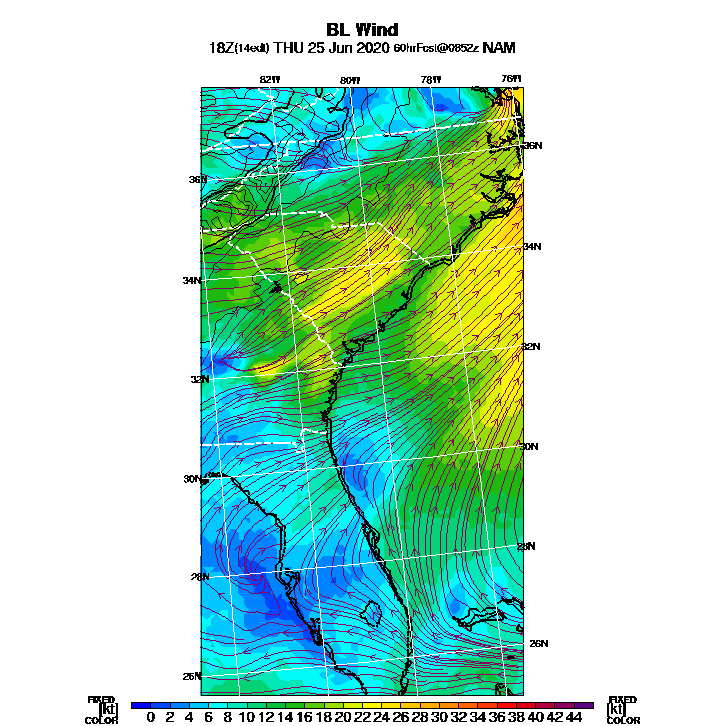 BL Wind
18Z(14edt) THU 25 Jun 2020 60hrFcst@0852z NAM
82W 80W 78W 76W
36N
36N
34N
34N
32N
32N
30N
30N
28N
28N
26N
26N
FIXED FIXED
[kt] 0 2 4 6 8 10 12 14 16 18 20 22 24 26 28 30 32 34 36 38 40 42 44 [kt]
COLOR COLOR